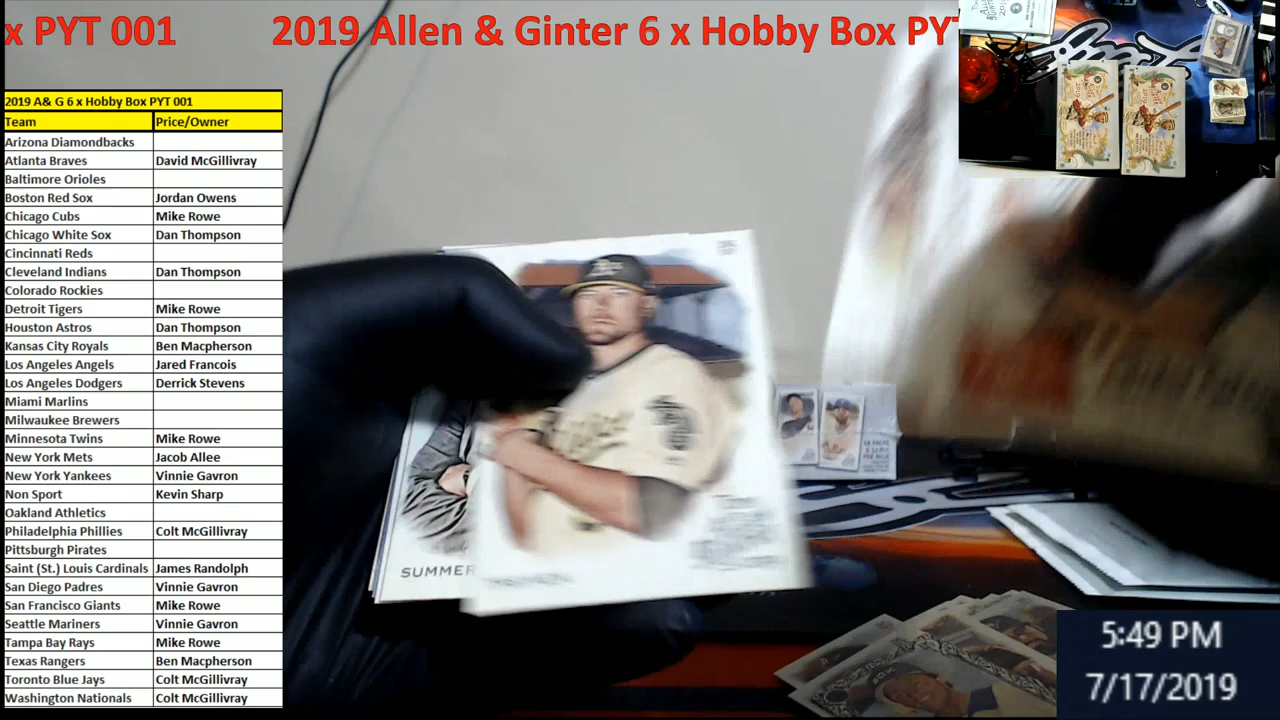 x PYT 001 2019 Allen & Ginter 6 x Hobby Box PYT
2019 A& G 6 x Hobby Box PYT 001
Team Price/Owner
Arizona Diamondbacks
Atlanta Braves David McGillivray
Baltimore Orioles
Boston Red Sox Jordan Owens
Chicago Cubs Mike Rowe
Chicago White Sox Dan Thompson
Cincinnati Reds
Cleveland Indians Dan Thompson
Colorado Rockies
Detroit Tigers Mike Rowe
Houston Astros Dan Thompson
Kansas City Royals Ben Macpherson
Los Angeles Angels Jared Francois
Los Angeles Dodgers Derrick Stevens
Miami Marlins
Milwaukee Brewers
Minnesota Twins Mike Rowe
New York Mets Jacob Allee
New York Yankees Vinnie Gavron
Non Sport Kevin Sharp
Oakland Athletics
Philadelphia Phillies Colt McGillivray
Pittsburgh Pirates
Saint (St.) Louis Cardinals James Randolph
San Diego Padres Vinnie Gavron
San Francisco Giants Mike Rowe
Seattle Mariners Vinnie Gavron
Tampa Bay Rays Mike Rowe
Texas Rangers Ben Macpherson
Toronto Blue Jays Colt McGillivray
Washington Nationals Colt McGillivray
SUMMER
5:49 PM
7/17/2019